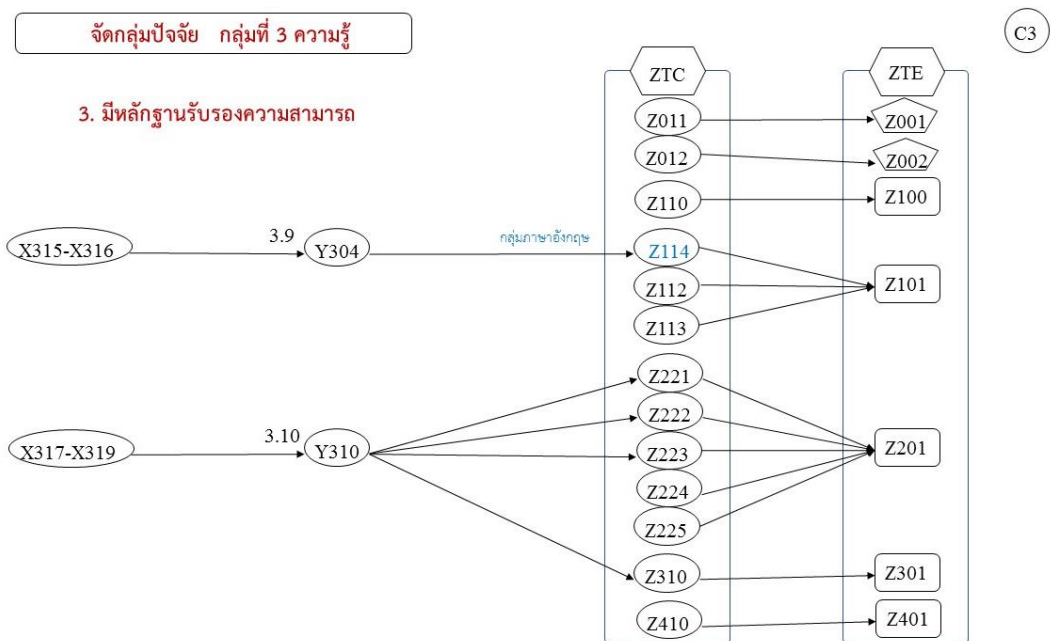 จัดกลุ่มปัจจัย กลุ่มที่ 3 ความรู้
C3
ZTC
ZTE
3. มีหลักฐานรับรองความสามารถ
Z011
Z001
Z012
Z002
Z110
Z100
X315-X316
3.9
Y304
กลุ่มภาษาอังกฤษ
Z114
Z112
Z101
Z113
Z221
Z222
X317-X319
3.10
Y310
Z223
Z201
Z224
Z225
Z310
Z301
Z410
Z401